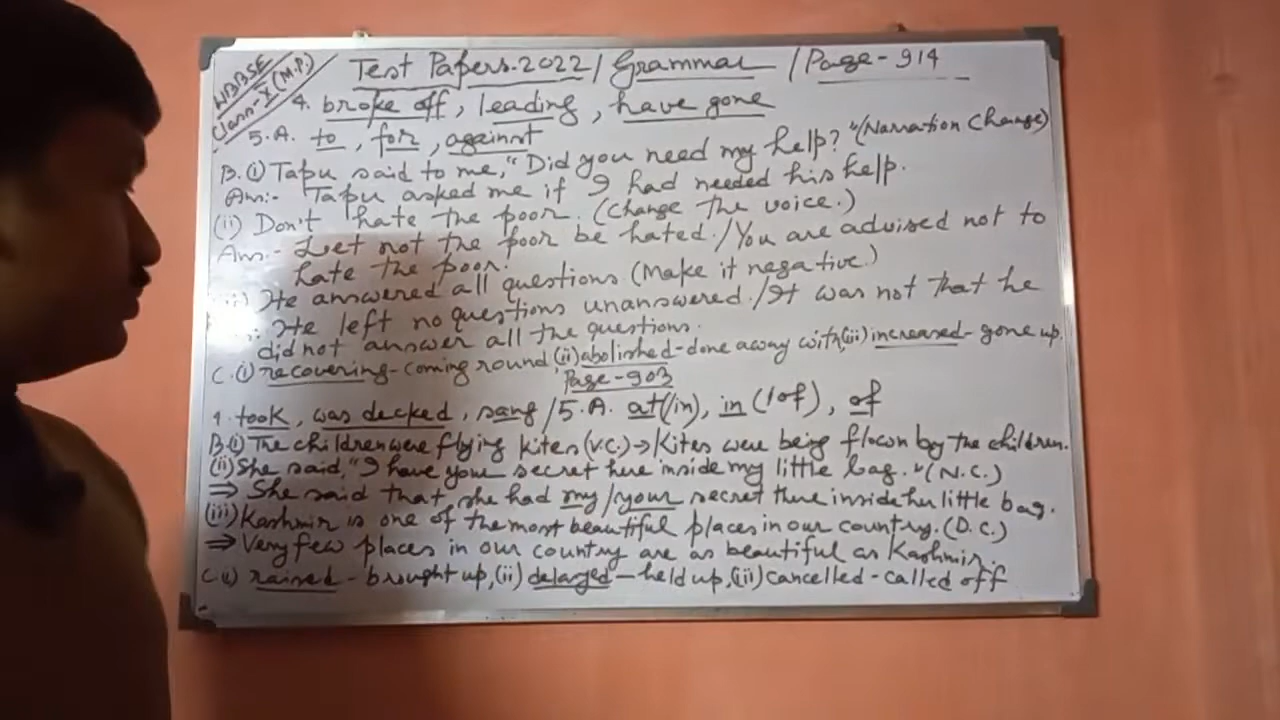 WBBSE
Class-X (M.P.)
Test Papers-2022/Grammar /Page-914
4. broke off, leading, have gone
5.A. to, for, against
B.(i) Tapu said to me, "Did you need my help?" (Narration Change)
Ans:- Tapu asked me if I had needed his help.
(ii) Don't hate the poor. (Change the voice.)
Ans.- Let not the poor be hated./You are advised not to
hate the poor.
He answered all questions (Make it negative.)
He left no questions unanswered./It was not that he
did not answer all the questions.
C.(i) recovering-coming round,(ii) abolished-done away with,(iii) increased-gone up.
Page-903
4. took, was decked, sang/5.A. at(in), in(/of), of
B.(i) The children were flying kites (V.C.)→Kites were being flown by the children.
(ii) She said, "I have your secret here inside my little bag." (N.C.)
⇒ She said that she had my/your secret there inside her little bag.
(iii) Kashmir is one of the most beautiful places in our country. (D.C.)
⇒ Very few places in our country are as beautiful as Kashmir.
C.(i) raised-brought up,(ii) delayed-held up,(iii) cancelled-called off